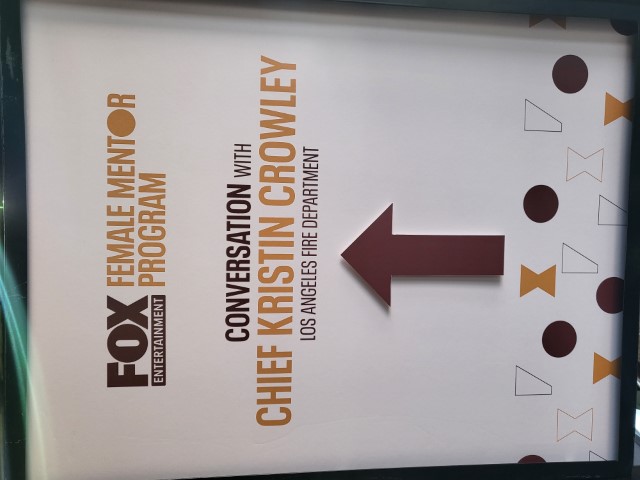 FOX
ENTERTAINMENT
FEMALE MENTOR
PROGRAM
CONVERSATION WITH
CHIEF KRISTIN CROWLEY
LOS ANGELES FIRE DEPARTMENT